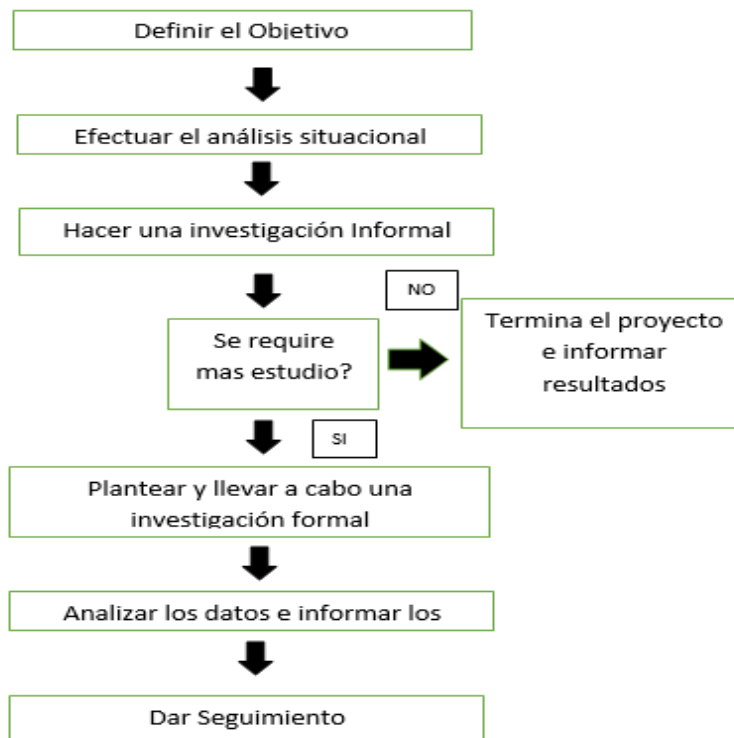 Definir el Objetivo
Efectuar el análisis situacional
Hacer una investigación Informal
NO
Se require
mas estudio?
Termina el proyecto
e informar
resultados
SI
Plantear y llevar a cabo una
investigación formal
Analizar los datos e informar los
Dar Seguimiento